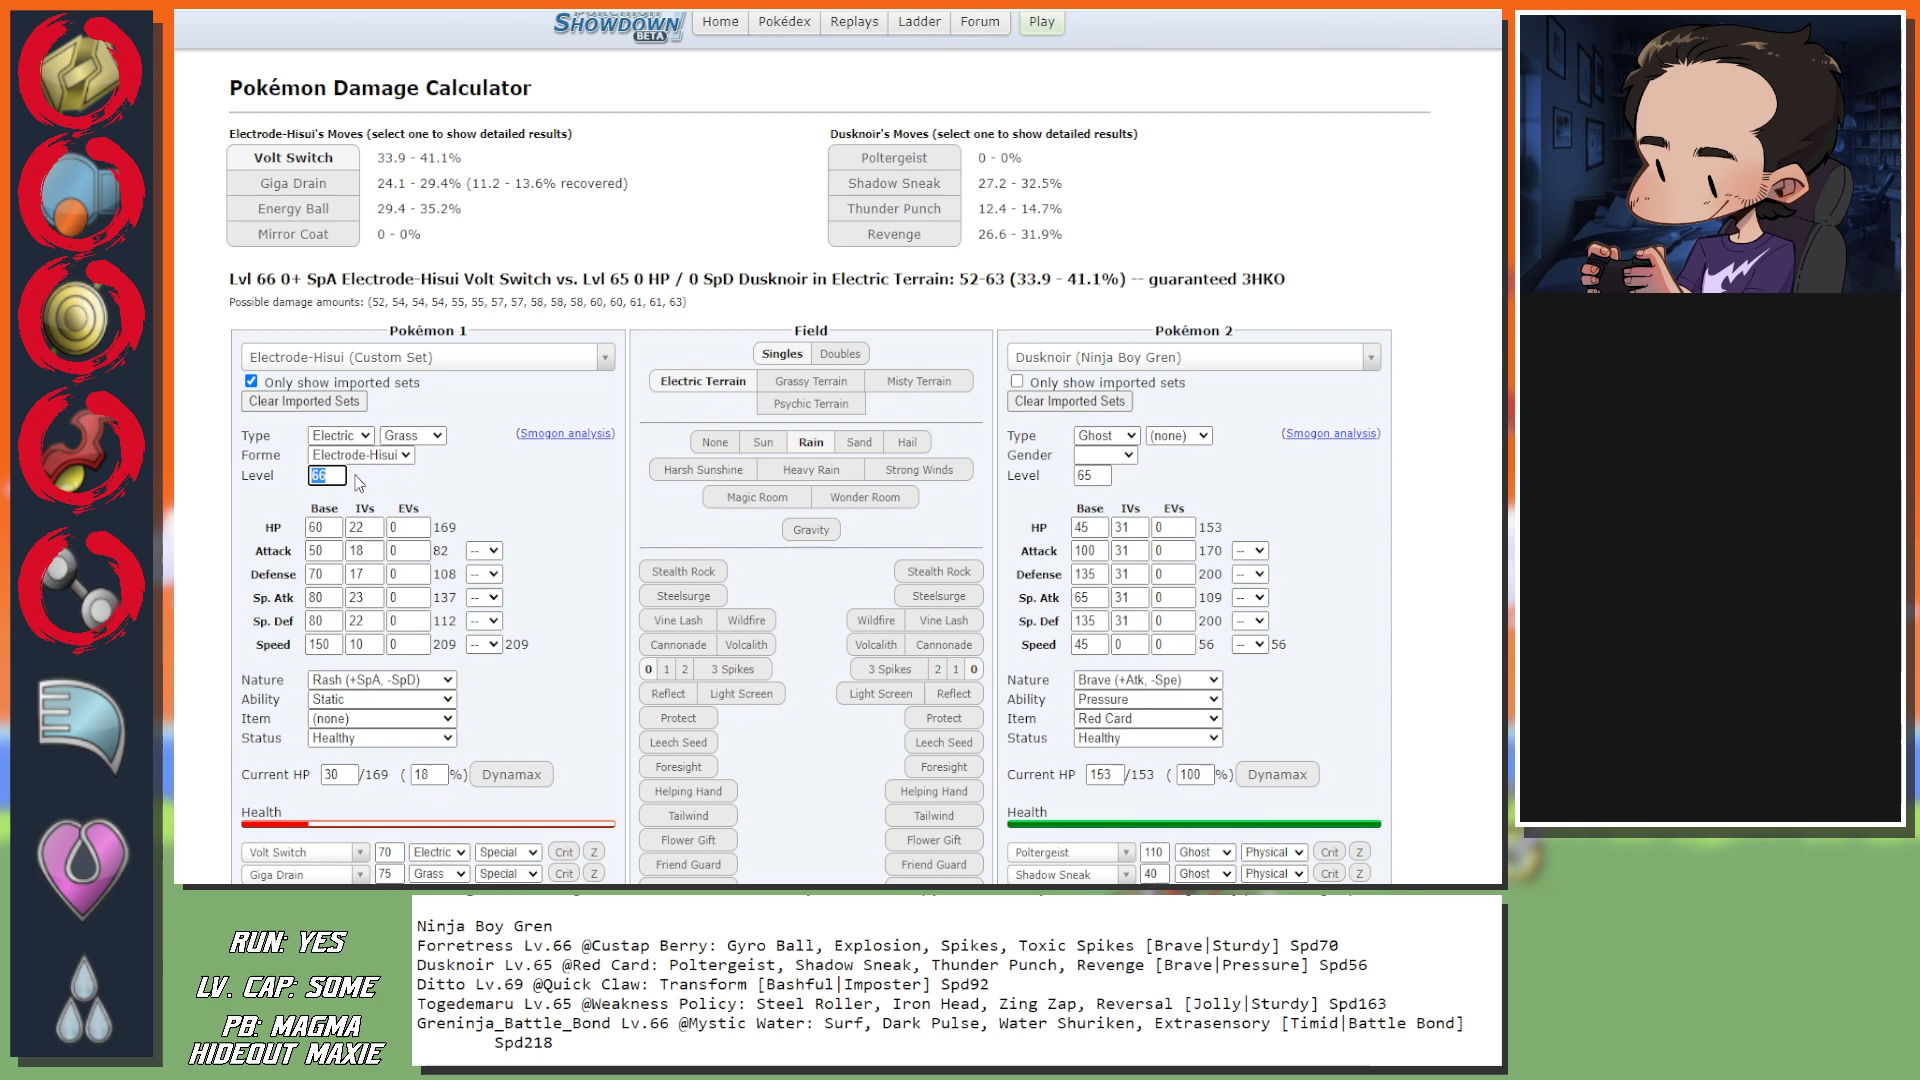 Pokémon
SHOWDOWN
BETA
Home Pokédex Replays Ladder Forum Play
Pokémon Damage Calculator
Electrode-Hisui's Moves (select one to show detailed results) Dusknoir's Moves (select one to show detailed results)
Volt Switch 33.9 - 41.1% Poltergeist 0 - 0%
Giga Drain 24.1 - 29.4% (11.2 - 13.6% recovered) Shadow Sneak 27.2 - 32.5%
Energy Ball 29.4 - 35.2% Thunder Punch 12.4 - 14.7%
Mirror Coat 0 - 0% Revenge 26.6 - 31.9%
Lvl 66 0+ SpA Electrode-Hisui Volt Switch vs. Lvl 65 0 HP / 0 SpD Dusknoir in Electric Terrain: 52-63 (33.9 - 41.1%) -- guaranteed 3HKO
Possible damage amounts: (52, 54, 54, 54, 55, 55, 57, 57, 58, 58, 58, 60, 60, 61, 61, 63)
Pokémon 1
Electrode-Hisui (Custom Set)
Only show imported sets
Clear Imported Sets
Type Electric Grass (Smogon analysis)
Forme Electrode-Hisui
Level 66
Base IVs EVs
HP 60 22 0 169
Attack 50 18 0 82 --
Defense 70 17 0 108 --
Sp. Atk 80 23 0 137 --
Sp. Def 80 22 0 112 --
Speed 150 10 0 209 -- 209
Nature Rash (+SpA, -SpD)
Ability Static
Item (none)
Status Healthy
Current HP 30 /169 ( 18 %) Dynamax
Health
Volt Switch 70 Electric Special Crit Z
Giga Drain 75 Grass Special Crit Z
Field
Singles Doubles
Electric Terrain Grassy Terrain Misty Terrain
Psychic Terrain
None Sun Rain Sand Hail
Harsh Sunshine Heavy Rain Strong Winds
Magic Room Wonder Room
Gravity
Stealth Rock Stealth Rock
Steelsurge Steelsurge
Vine Lash Wildfire Wildfire Vine Lash
Cannonade Volcalith Volcalith Cannonade
0 1 2 3 Spikes 3 Spikes 2 1 0
Reflect Light Screen Light Screen Reflect
Protect Protect
Leech Seed Leech Seed
Foresight Foresight
Helping Hand Helping Hand
Tailwind Tailwind
Flower Gift Flower Gift
Friend Guard Friend Guard
Pokémon 2
Dusknoir (Ninja Boy Gren)
Only show imported sets
Clear Imported Sets
Type Ghost (none) (Smogon analysis)
Gender
Level 65
Base IVs EVs
HP 45 31 0 153
Attack 100 31 0 170 --
Defense 135 31 0 200 --
Sp. Atk 65 31 0 109 --
Sp. Def 135 31 0 200 --
Speed 45 0 0 56 -- 56
Nature Brave (+Atk, -Spe)
Ability Pressure
Item Red Card
Status Healthy
Current HP 153 /153 ( 100 %) Dynamax
Health
Poltergeist 110 Ghost Physical Crit Z
Shadow Sneak 40 Ghost Physical Crit Z
RUN: YES
LV. CAP: SOME
PB: MAGMA
HIDEOUT MAXIE
Ninja Boy Gren
Forretress Lv.66 @Custap Berry: Gyro Ball, Explosion, Spikes, Toxic Spikes [Brave|Sturdy] Spd70
Dusknoir Lv.65 @Red Card: Poltergeist, Shadow Sneak, Thunder Punch, Revenge [Brave|Pressure] Spd56
Ditto Lv.69 @Quick Claw: Transform [Bashful|Imposter] Spd92
Togedemaru Lv.65 @Weakness Policy: Steel Roller, Iron Head, Zing Zap, Reversal [Jolly|Sturdy] Spd163
Greninja_Battle_Bond Lv.66 @Mystic Water: Surf, Dark Pulse, Water Shuriken, Extrasensory [Timid|Battle Bond]
Spd218